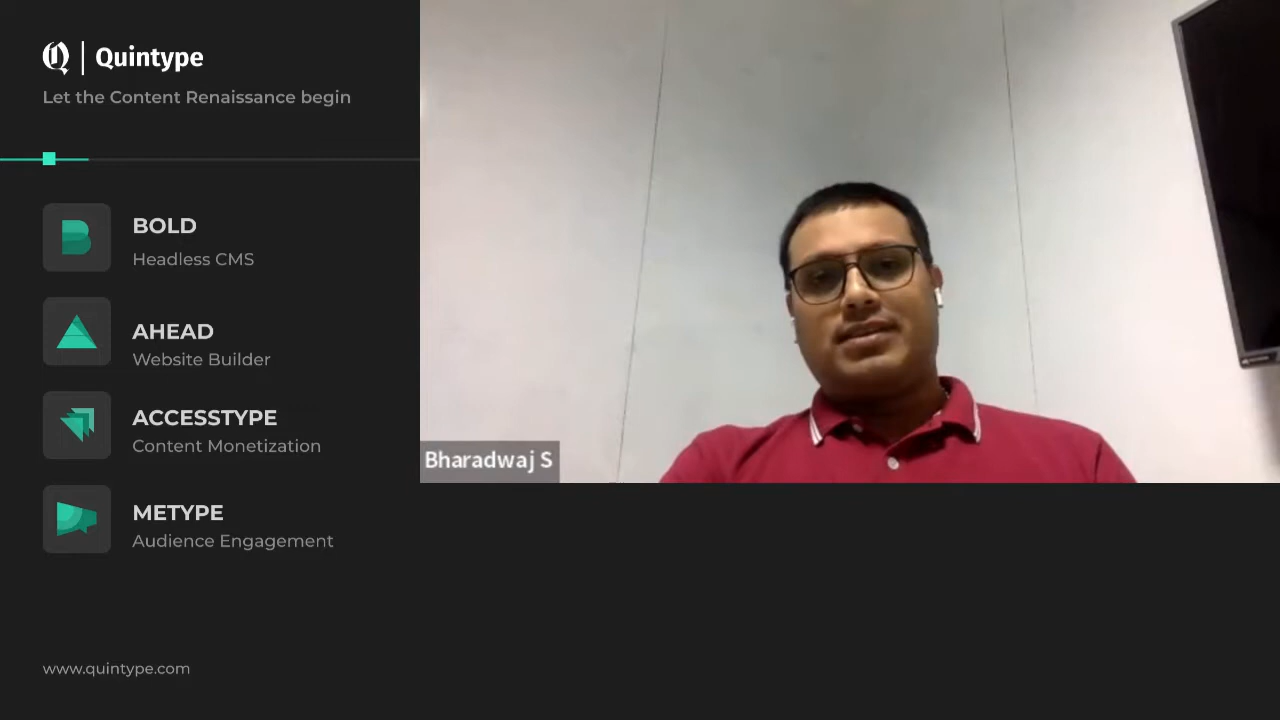 Quintype
Let the Content Renaissance begin
BOLD
Headless CMS
AHEAD
Website Builder
ACCESSTYPE
Content Monetization
METYPE
Audience Engagement
www.quintype.com
Bharadwaj S